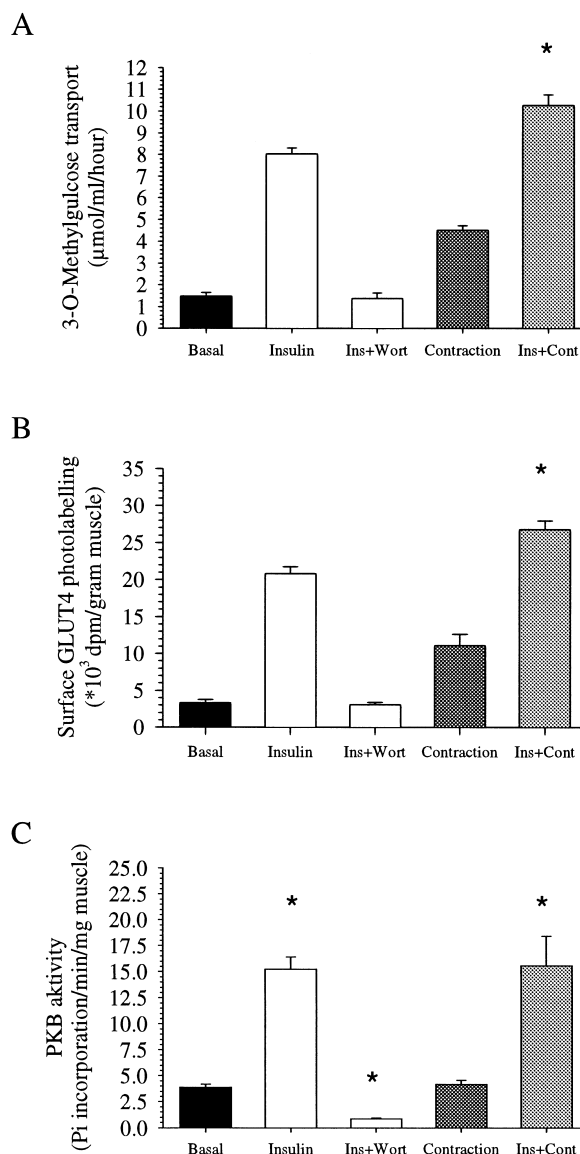 A
3-O-Methylgulcose transport
(µmol/ml/hour)
12
11
10
9
8
7
6
5
4
3
2
1
0
*
Basal Insulin Ins+Wort Contraction Ins+Cont
B
Surface GLUT4 photolabelling
(*10³ dpm/gram muscle)
35
30
25
20
15
10
5
0
*
Basal Insulin Ins+Wort Contraction Ins+Cont
C
PKB aktivity
(Pi incorporation/min/mg muscle)
25.0
22.5
20.0
17.5
15.0
12.5
10.0
7.5
5.0
2.5
0.0
* * *
Basal Insulin Ins+Wort Contraction Ins+Cont